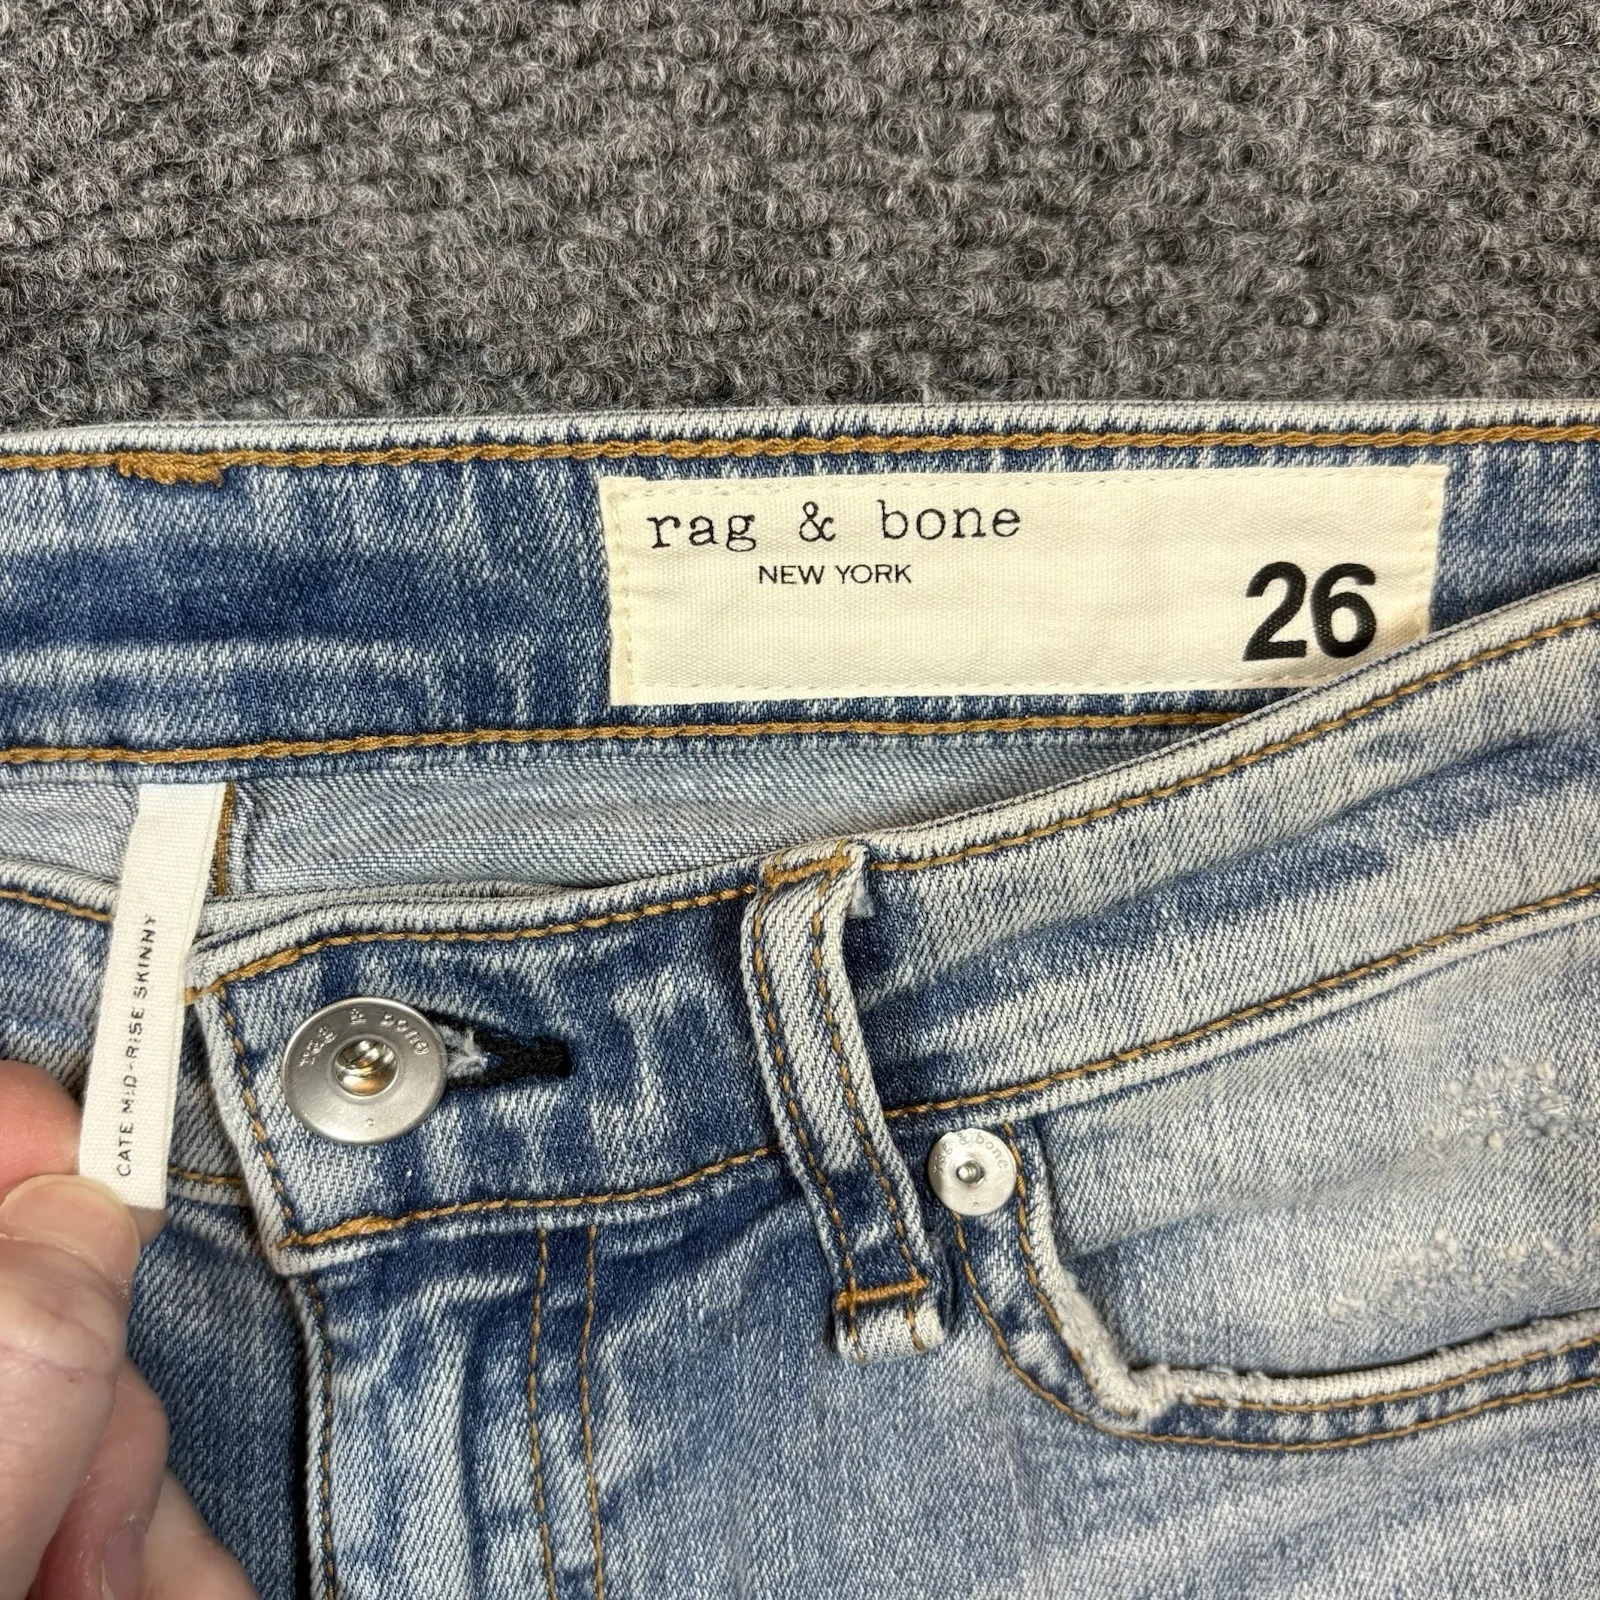 rag & bone
NEW YORK
26
CATE MID-RISE SKINNY
rag & bone
rag & bone